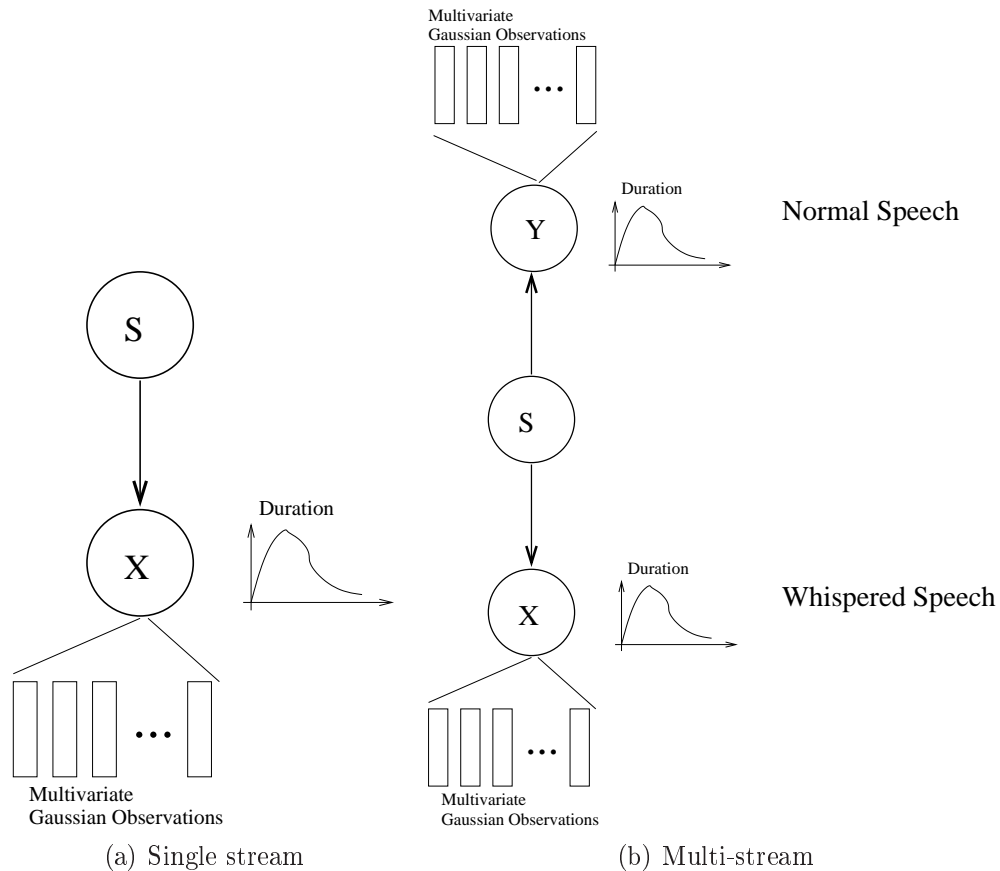 S
X
Duration
Multivariate
Gaussian Observations
(a) Single stream
Multivariate
Gaussian Observations
Y
Duration
Normal Speech
S
X
Duration
Whispered Speech
Multivariate
Gaussian Observations
(b) Multi-stream